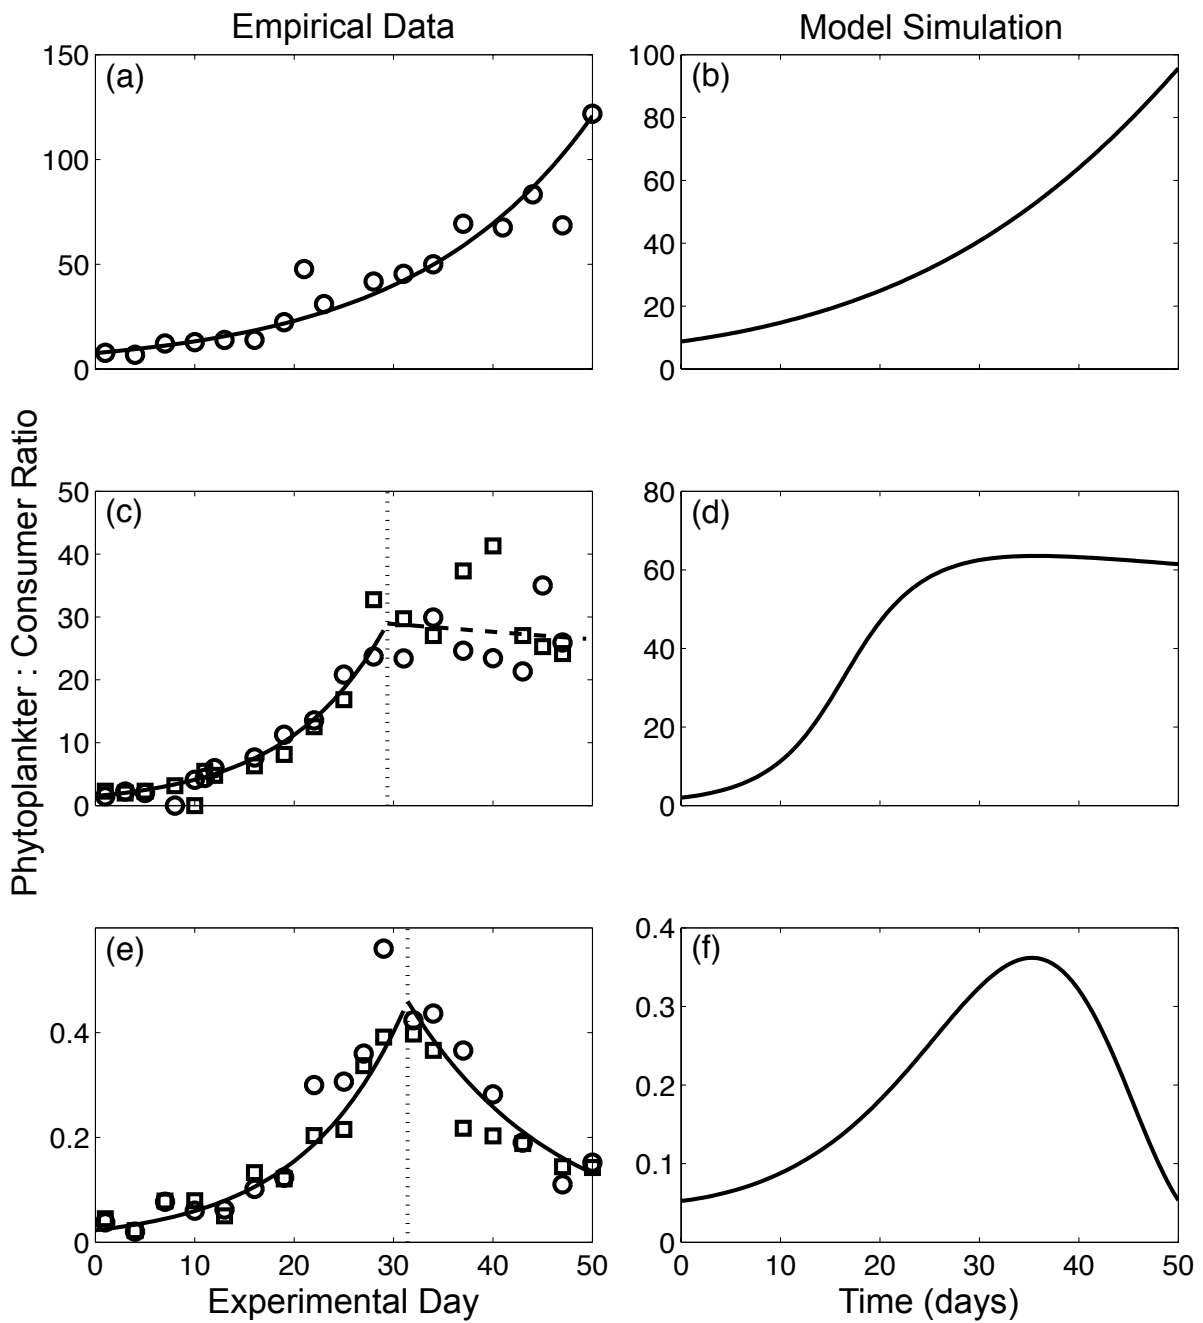 Empirical Data
Model Simulation
150
100
50
0
(a)
100
80
60
40
20
0
(b)
Phytoplankter : Consumer Ratio
50
40
30
20
10
0
(c)
80
60
40
20
0
(d)
0.4
0.2
0
(e)
0 10 20 30 40 50
Experimental Day
0.4
0.3
0.2
0.1
0
(f)
0 10 20 30 40 50
Time (days)